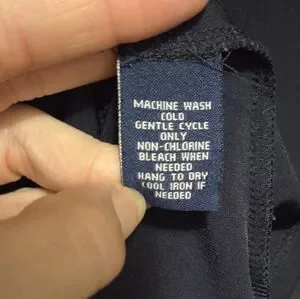 MACHINE WASH
COLD
GENTLE CYCLE
ONLY
NON-CHLORINE
BLEACH WHEN
NEEDED
HANG TO DRY
COOL IRON IF
NEEDED